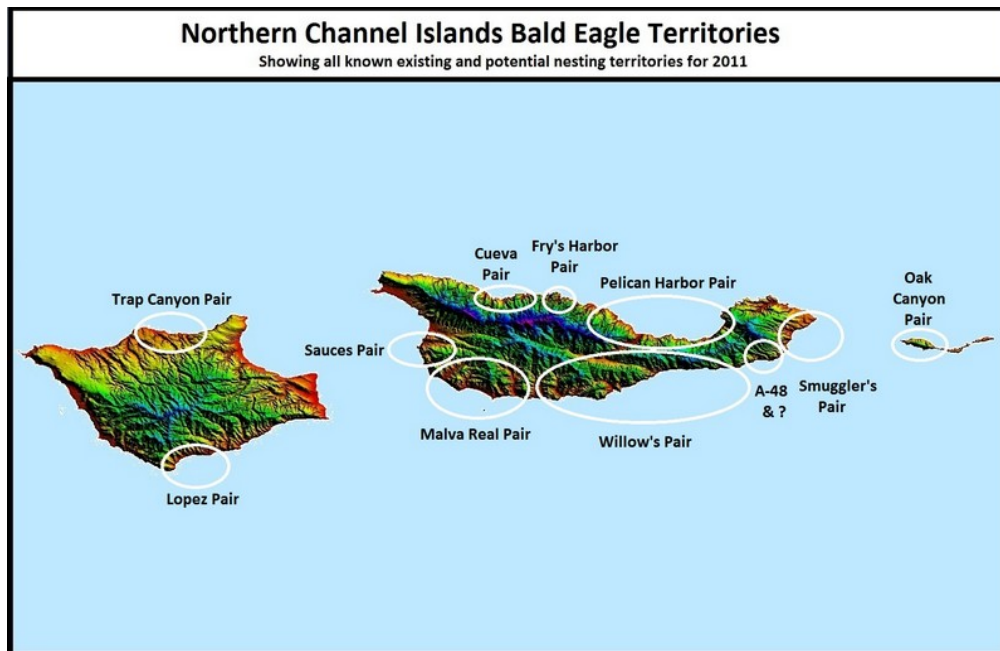 Northern Channel Islands Bald Eagle Territories
Showing all known existing and potential nesting territories for 2011
Cueva
Pair
Fry's Harbor
Pair
Pelican Harbor Pair
Oak
Canyon
Pair
Trap Canyon Pair
Sauces Pair
A-48
& ?
Smuggler's
Pair
Malva Real Pair
Willow's Pair
Lopez Pair